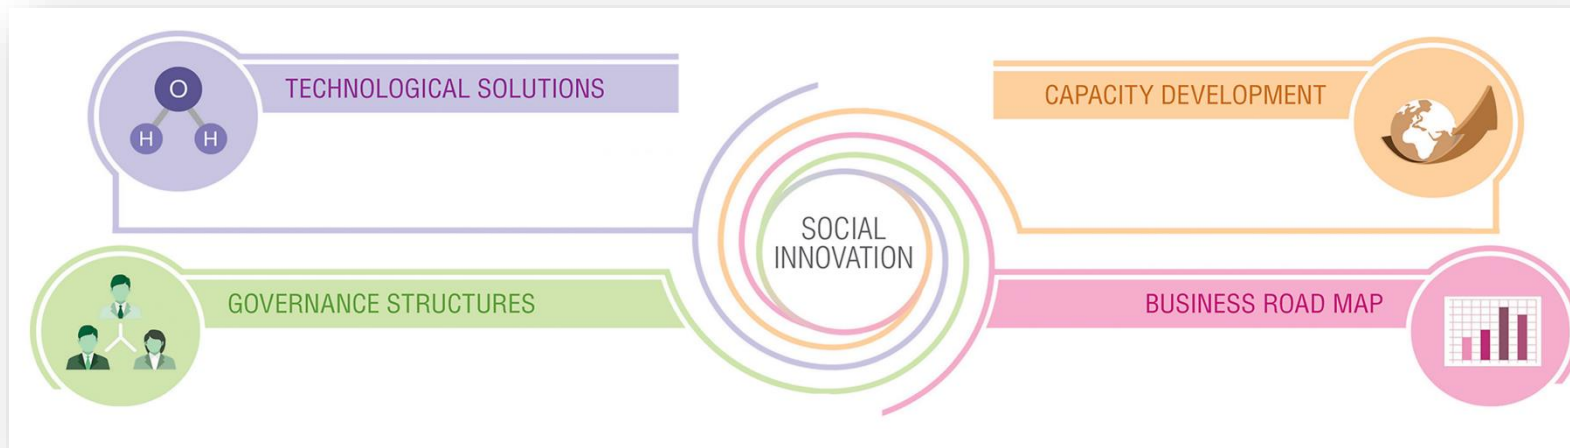 TECHNOLOGICAL SOLUTIONS
O
H H
CAPACITY DEVELOPMENT
SOCIAL
INNOVATION
GOVERNANCE STRUCTURES
BUSINESS ROAD MAP